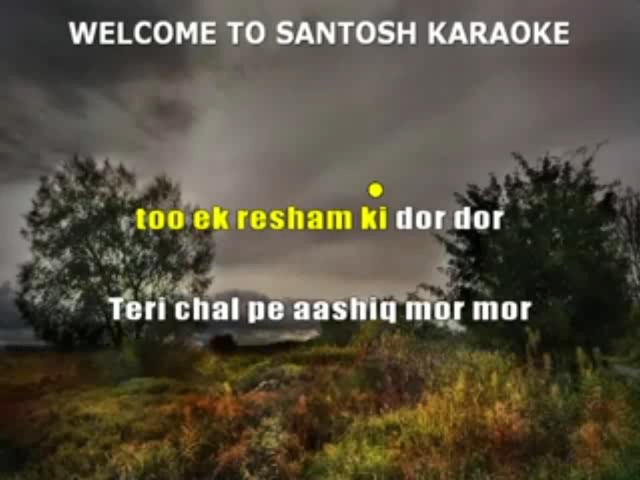 WELCOME TO SANTOSH KARAOKE
too ek resham ki dor dor
Teri chal pe aashiq mor mor